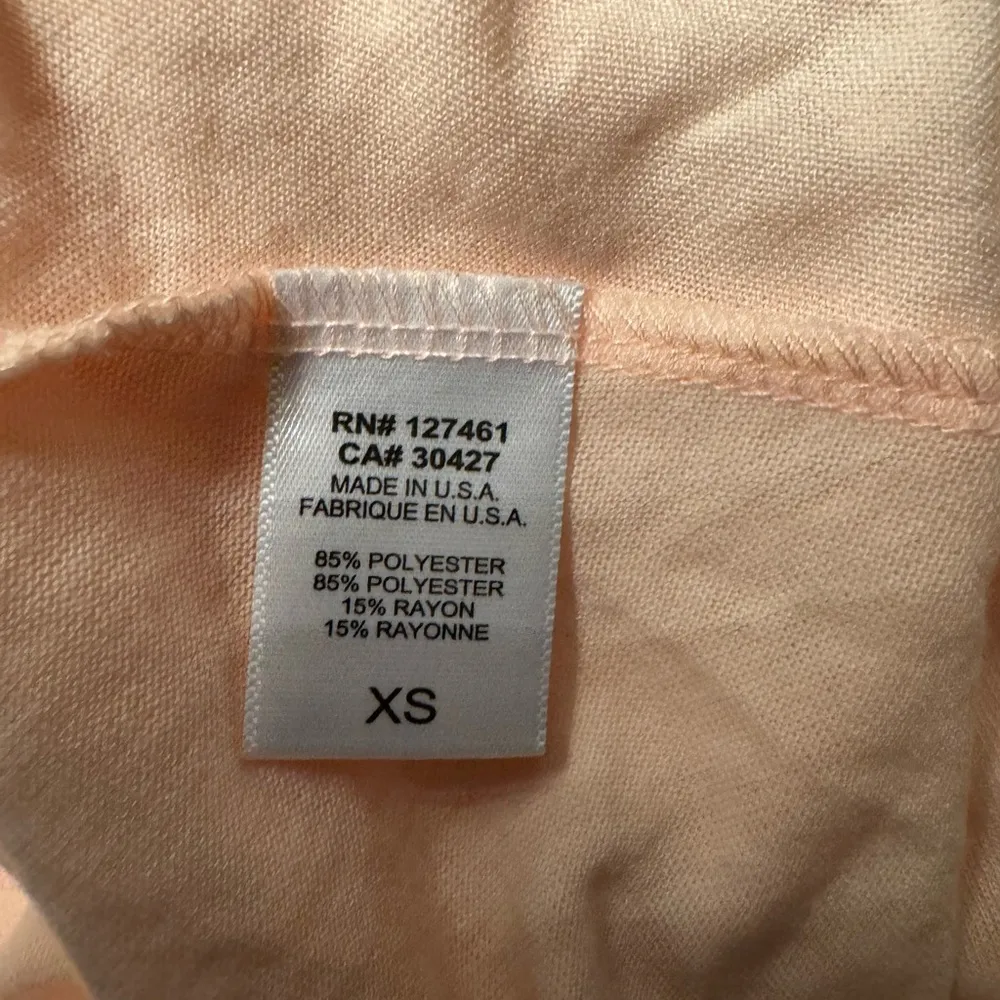 RN# 127461
CA# 30427
MADE IN U.S.A.
FABRIQUE EN U.S.A.
85% POLYESTER
85% POLYESTER
15% RAYON
15% RAYONNE
XS